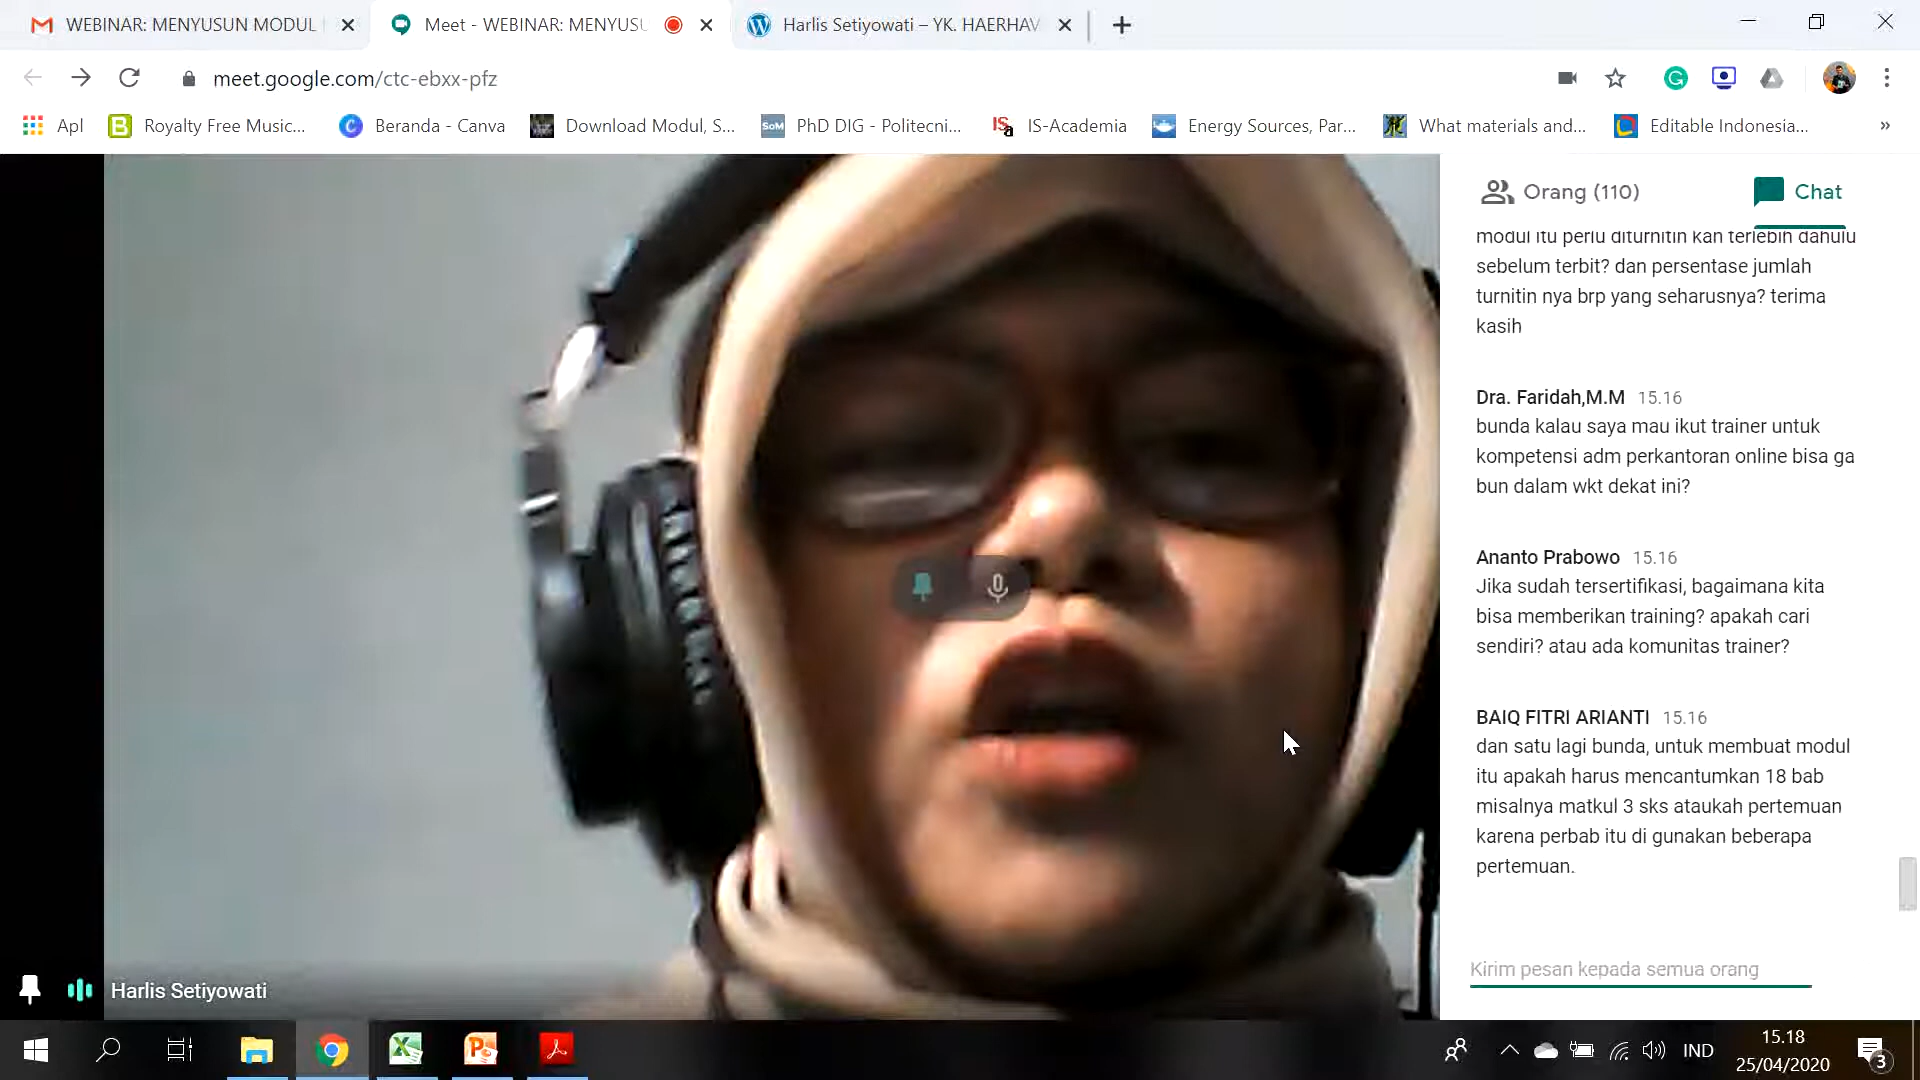 WEBINAR: MENYUSUN MODUL
Meet - WEBINAR: MENYUSU
Harlis Setiyowati – YK. HAERHAV
meet.google.com/ctc-ebxx-pfz
Apl
Royalty Free Music...
Beranda - Canva
Download Modul, S...
SoM
PhD DIG - Politecni...
IS-Academia
Energy Sources, Par...
What materials and...
Editable Indonesia...
»
Orang (110)
Chat
modul itu perlu diturnitin kan terlebih dahulu
sebelum terbit? dan persentase jumlah
turnitin nya brp yang seharusnya? terima
kasih
Dra. Faridah,M.M 15.16
bunda kalau saya mau ikut trainer untuk
kompetensi adm perkantoran online bisa ga
bun dalam wkt dekat ini?
Ananto Prabowo 15.16
Jika sudah tersertifikasi, bagaimana kita
bisa memberikan training? apakah cari
sendiri? atau ada komunitas trainer?
BAIQ FITRI ARIANTI 15.16
dan satu lagi bunda, untuk membuat modul
itu apakah harus mencantumkan 18 bab
misalnya matkul 3 sks ataukah pertemuan
karena perbab itu di gunakan beberapa
pertemuan.
Kirim pesan kepada semua orang
Harlis Setiyowati
IND
15.18
25/04/2020
3